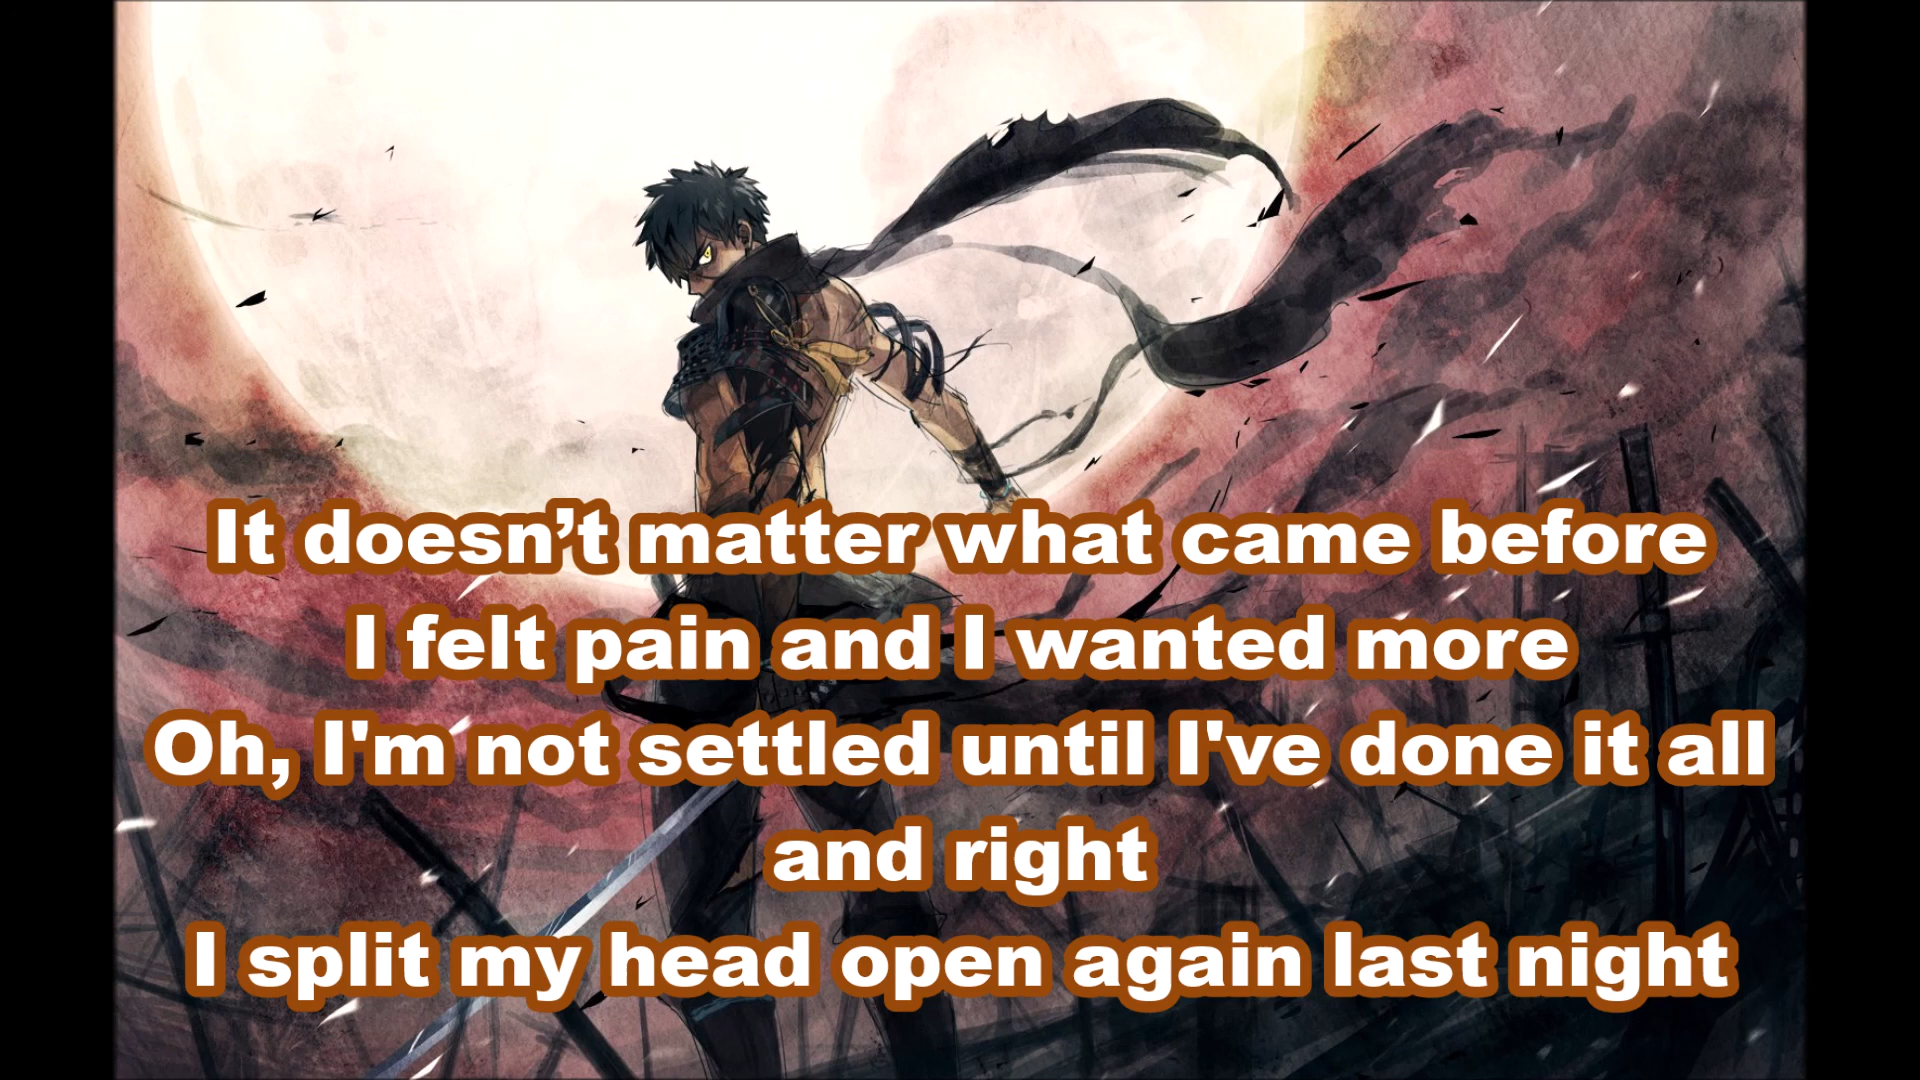 It doesn’t matter what came before
I felt pain and I wanted more
Oh, I'm not settled until I've done it all
and right
I split my head open again last night